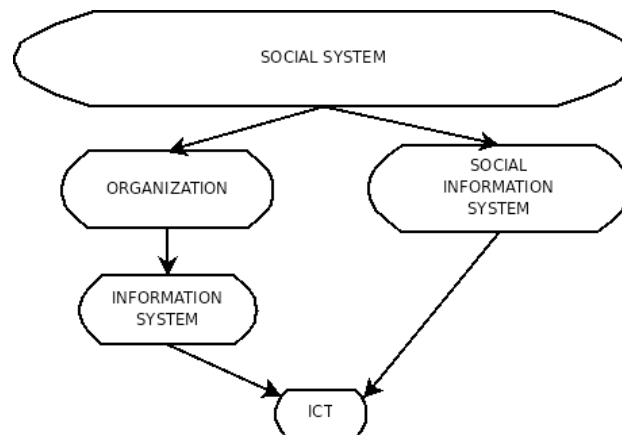 SOCIAL SYSTEM
ORGANIZATION
SOCIAL
INFORMATION
SYSTEM
INFORMATION
SYSTEM
ICT